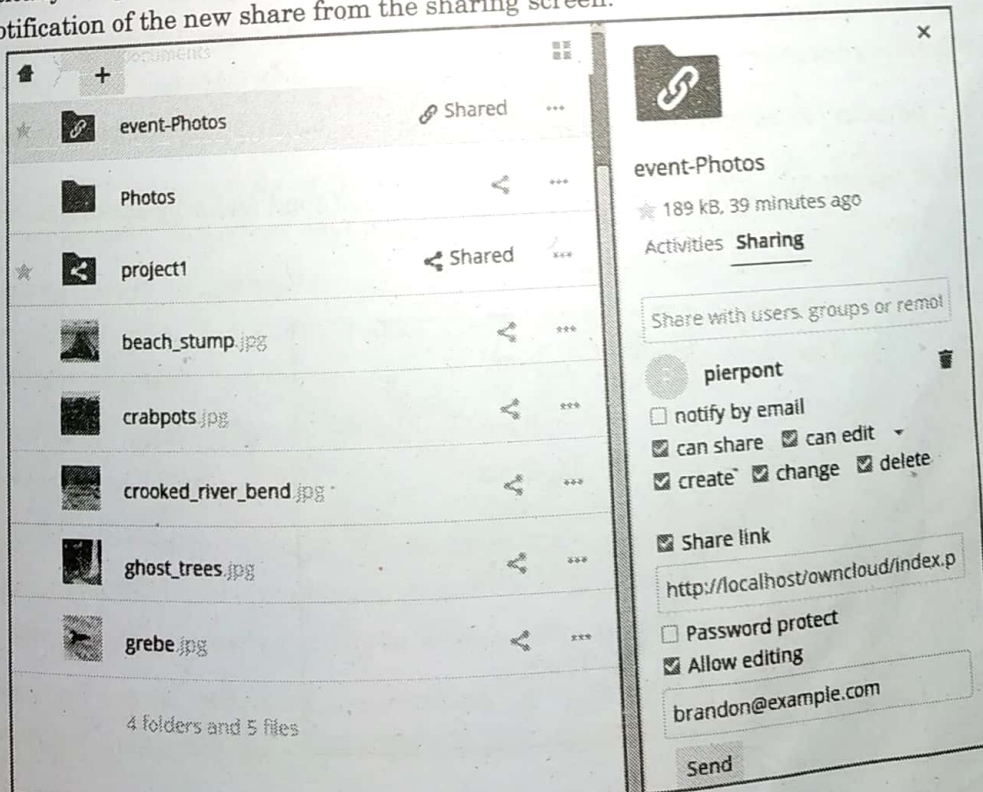 otification of the new share from the sharing screen.
Documents
+
event-Photos Shared ...
Photos ...
project1 Shared ...
beach_stump.jpg ...
crabpots.jpg ...
crooked_river_bend.jpg ...
ghost_trees.jpg ...
grebe.jpg ...
4 folders and 5 files
×
event-Photos
189 kB, 39 minutes ago
Activities Sharing
Share with users, groups or remot
pierpont
notify by email
can share can edit
create change delete
Share link
http://localhost/owncloud/index.p
Password protect
Allow editing
brandon@example.com
Send